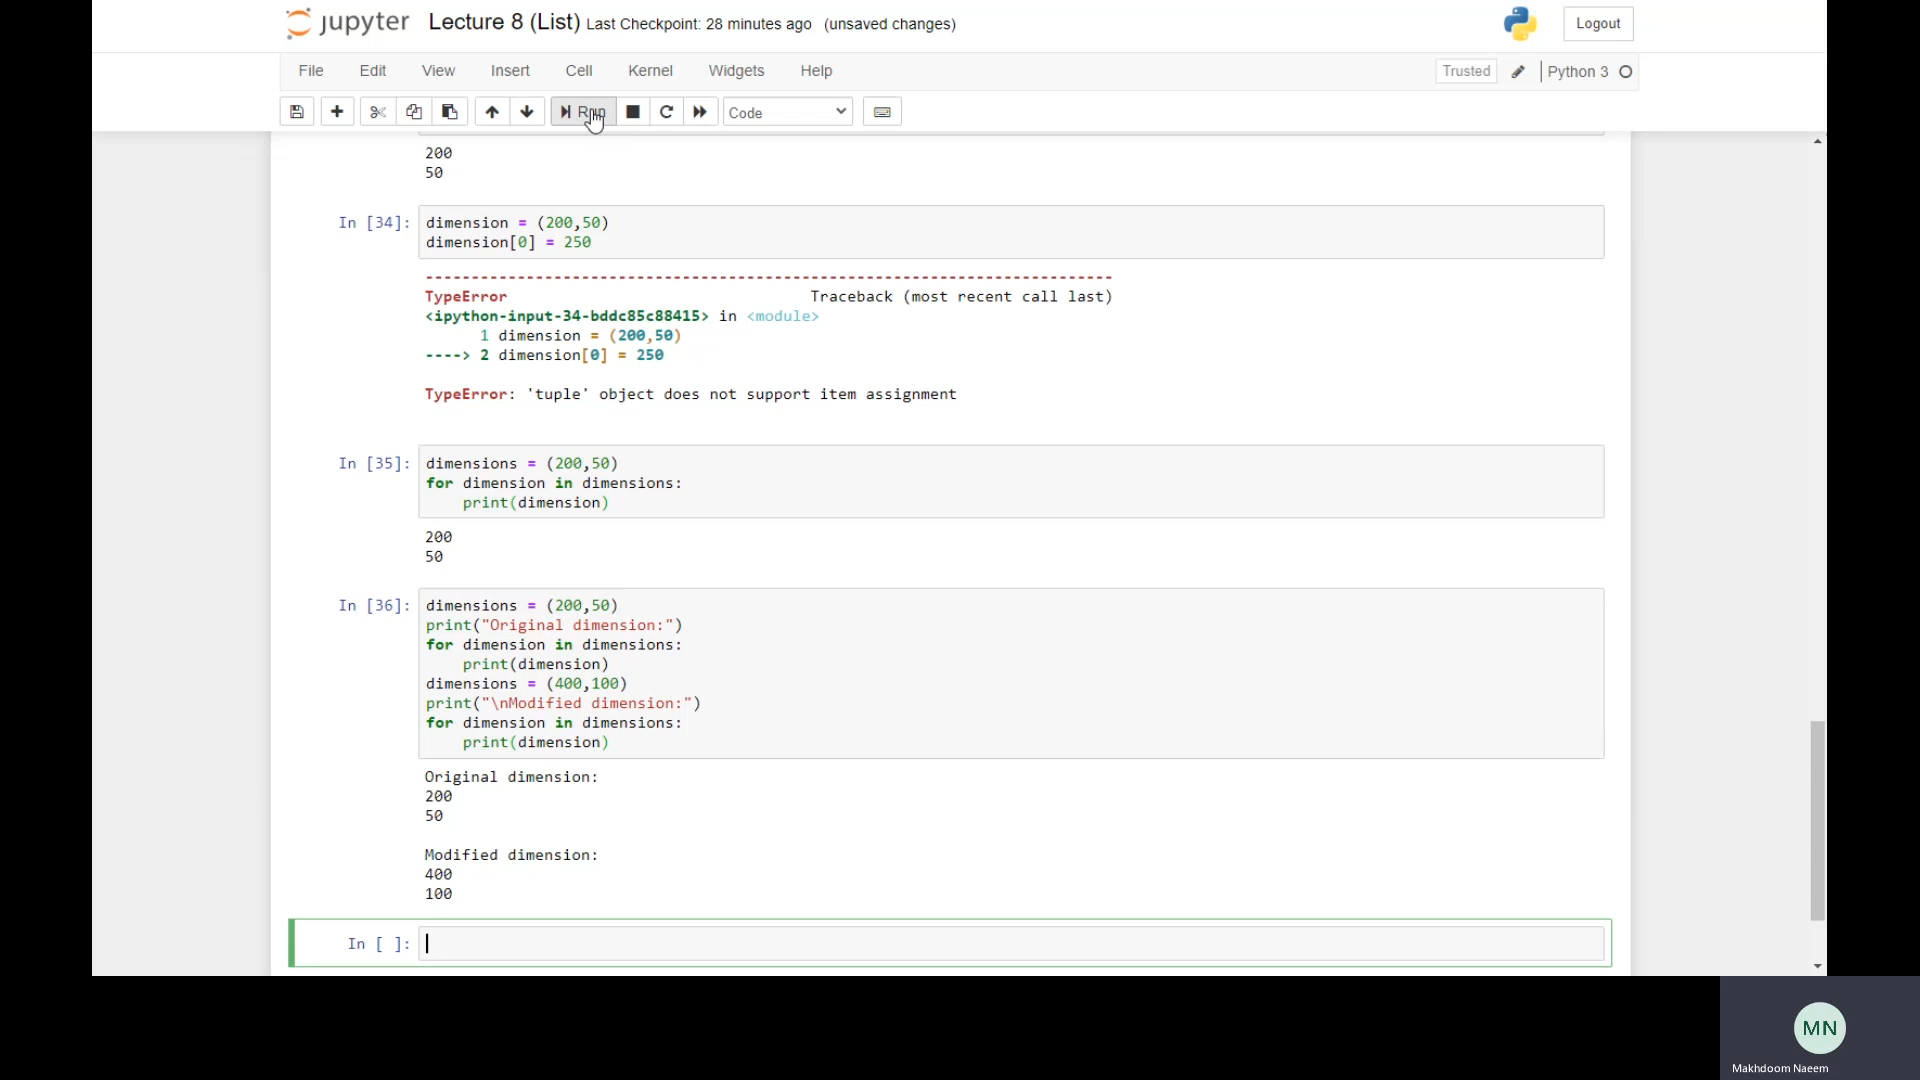 jupyter Lecture 8 (List) Last Checkpoint: 28 minutes ago (unsaved changes) Logout
File Edit View Insert Cell Kernel Widgets Help Trusted Python 3
Run Code
200
50
In [34]: dimension = (200,50)
dimension[0] = 250
---------------------------------------------------------------------------
TypeError Traceback (most recent call last)
<ipython-input-34-bddc85c88415> in <module>
1 dimension = (200,50)
----> 2 dimension[0] = 250
TypeError: 'tuple' object does not support item assignment
In [35]: dimensions = (200,50)
for dimension in dimensions:
print(dimension)
200
50
In [36]: dimensions = (200,50)
print("Original dimension:")
for dimension in dimensions:
print(dimension)
dimensions = (400,100)
print("\nModified dimension:")
for dimension in dimensions:
print(dimension)
Original dimension:
200
50
Modified dimension:
400
100
In [ ]:
MN
Makhdoom Naeem